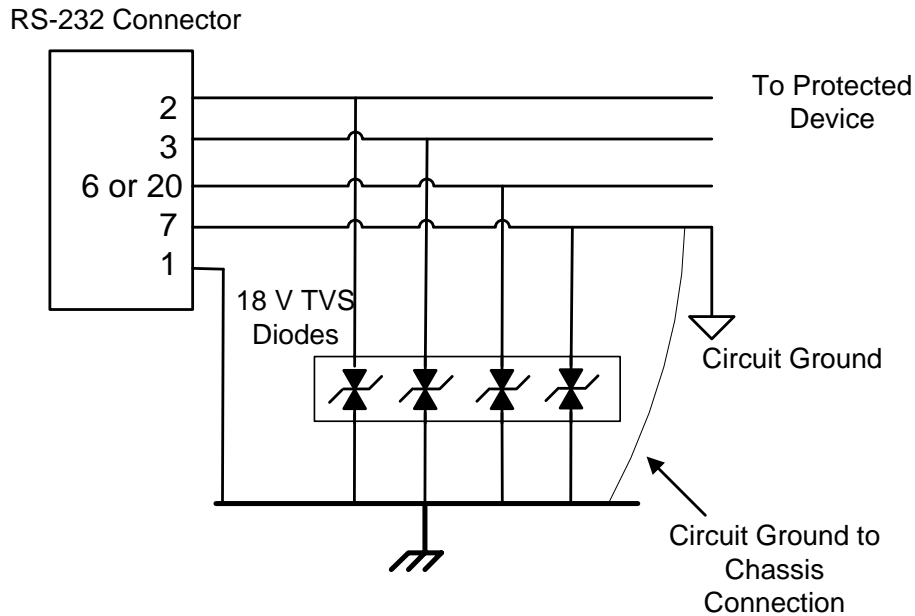 RS-232 Connector
2
3
6 or 20
7
1
To Protected
Device
18 V TVS
Diodes
Circuit Ground
Circuit Ground to
Chassis
Connection